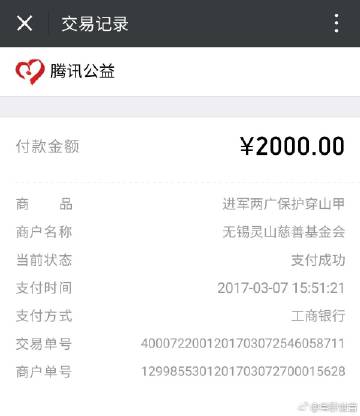 交易记录
腾讯公益
付款金额 ¥2000.00
商 品 进军两广保护穿山甲
商户名称 无锡灵山慈善基金会
当前状态 支付成功
支付时间 2017-03-07 15:51:21
支付方式 工商银行
交易单号 4000722001201703072546058711
商户单号 1299855301201703072700015628